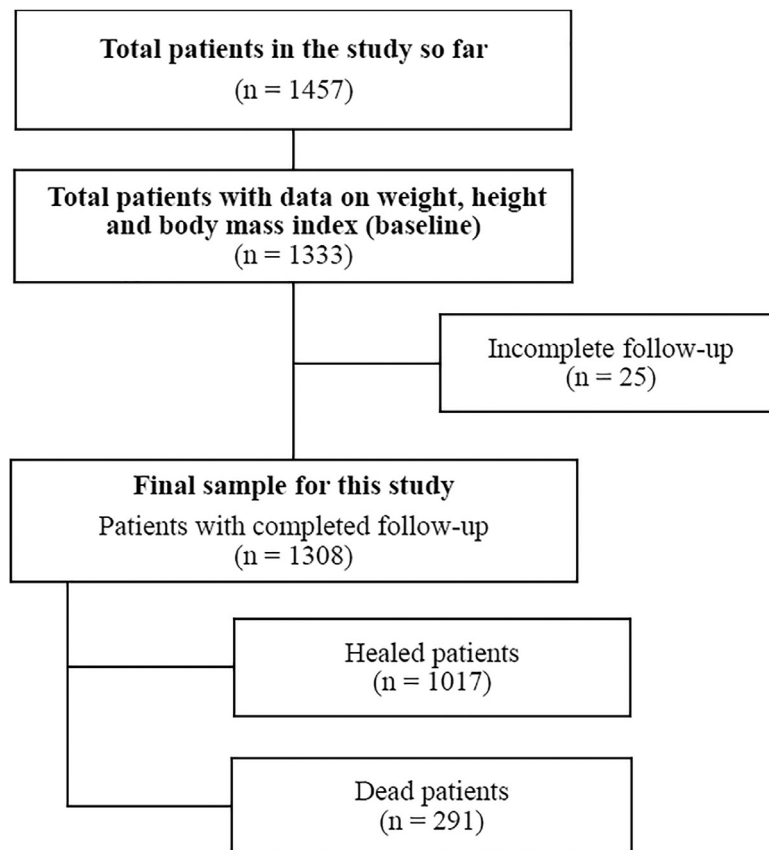 Total patients in the study so far
(n = 1457)
Total patients with data on weight, height
and body mass index (baseline)
(n = 1333)
Incomplete follow-up
(n = 25)
Final sample for this study
Patients with completed follow-up
(n = 1308)
Healed patients
(n = 1017)
Dead patients
(n = 291)